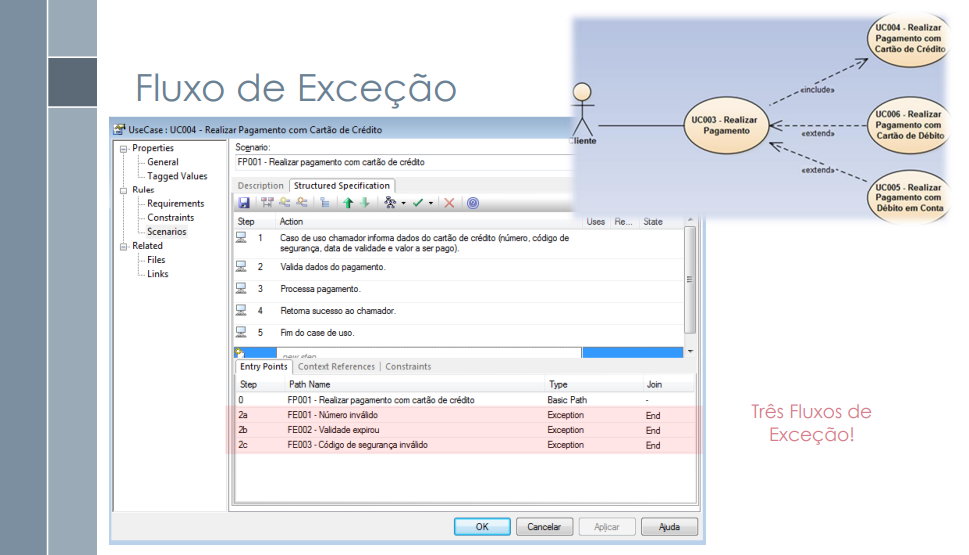 Fluxo de Exceção
UC004 - Realizar
Pagamento com
Cartão de Crédito
«include»
Cliente
UC003 - Realizar
Pagamento
UC006 - Realizar
Pagamento com
Cartão de Débito
«extend»
«extend»
UC005 - Realizar
Pagamento com
Débito em Conta
UseCase : UC004 - Realizar Pagamento com Cartão de Crédito
Properties
General
Tagged Values
Rules
Requirements
Constraints
Scenarios
Related
Files
Links
Scenario:
FP001 - Realizar pagamento com cartão de crédito
Description Structured Specification
Step Action Uses Re... State
1 Caso de uso chamador informa dados do cartão de crédito (número, código de
segurança, data de validade e valor a ser pago).
2 Valida dados do pagamento.
3 Processa pagamento.
4 Retorna sucesso ao chamador.
5 Fim do case de uso.
new step
Entry Points Context References Constraints
Step Path Name Type Join
0 FP001 - Realizar pagamento com cartão de crédito Basic Path -
2a FE001 - Número inválido Exception End
2b FE002 - Validade expirou Exception End
2c FE003 - Código de segurança inválido Exception End
OK Cancelar Aplicar Ajuda
Três Fluxos de
Exceção!